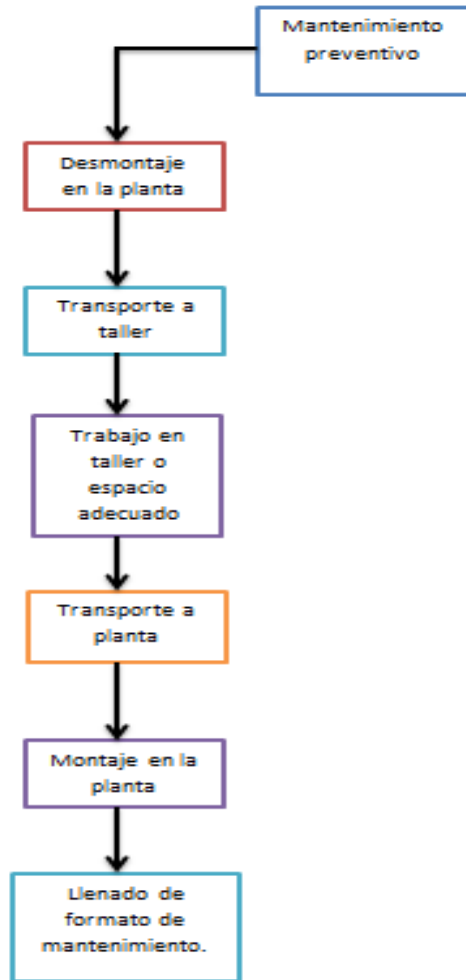 Mantenimiento
preventivo
Desmontaje
en la planta
Transporte a
taller
Trabajo en
taller o
espacio
adecuado
Transporte a
planta
Montaje en la
planta
Llenado de
formato de
mantenimiento.